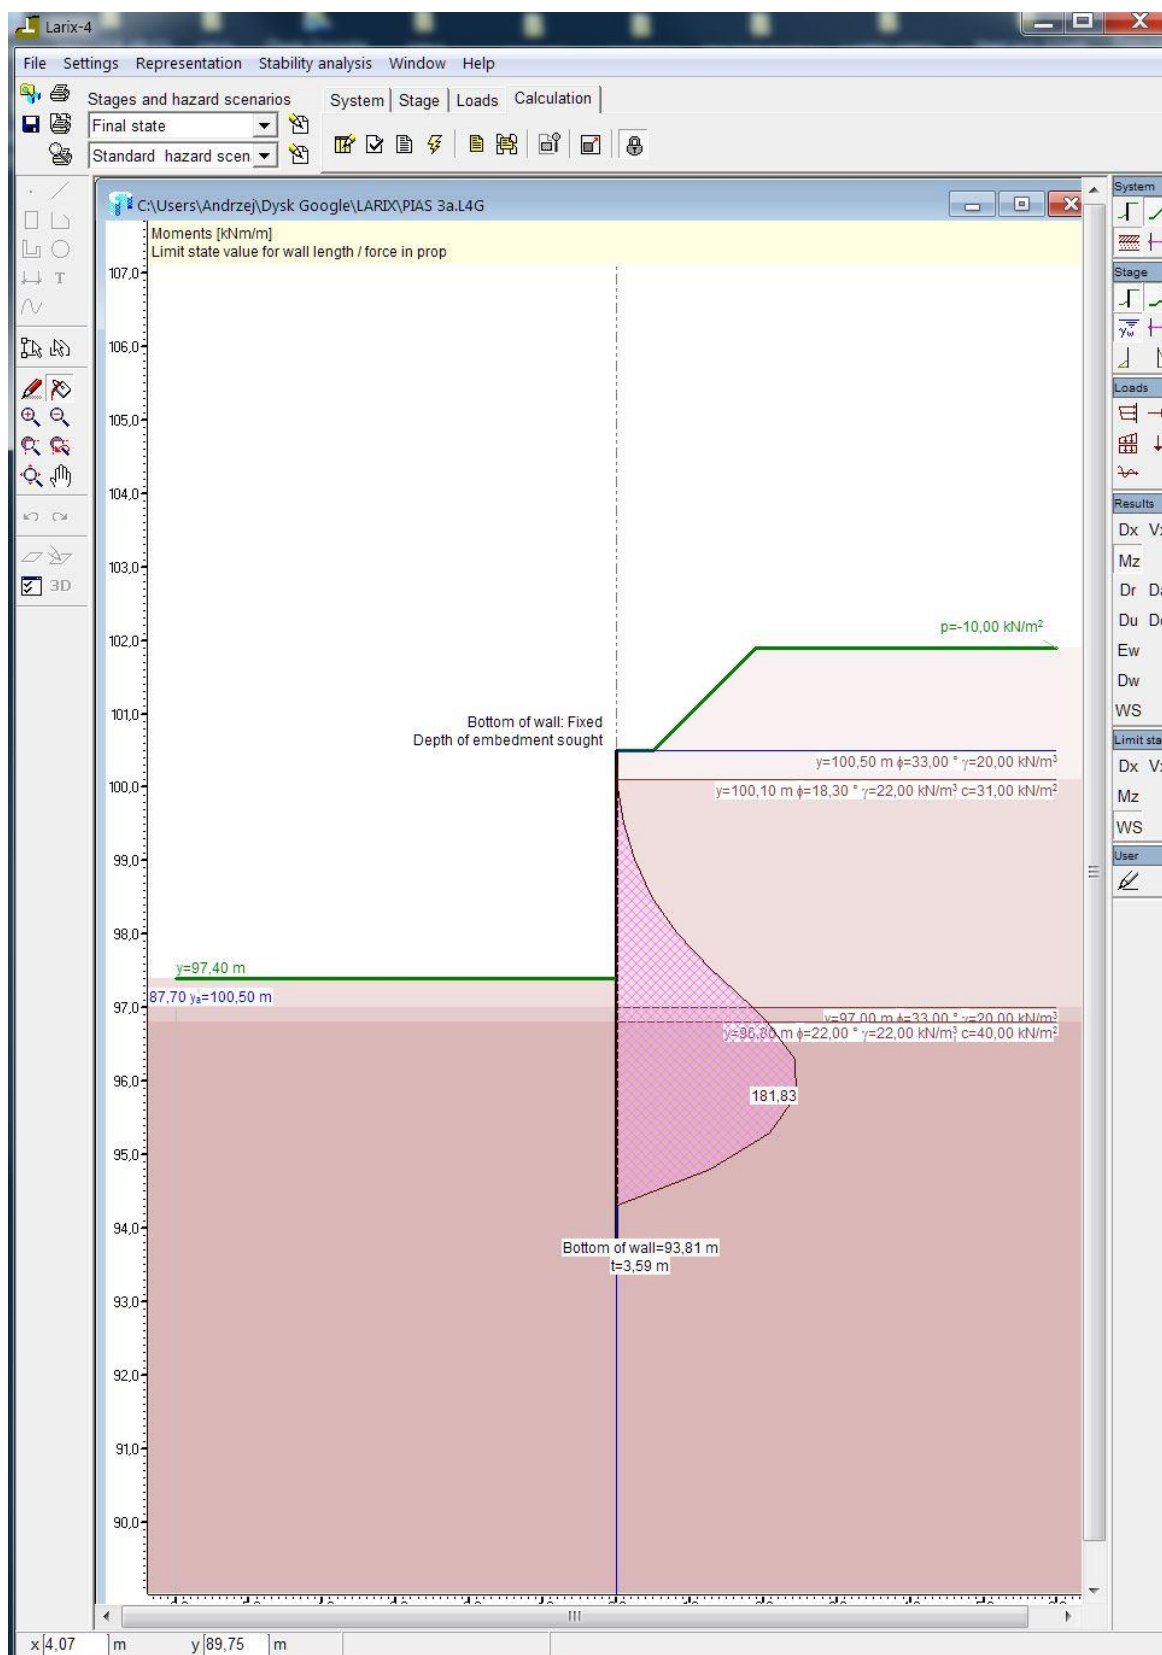 Larix-4
File Settings Representation Stability analysis Window Help
Stages and hazard scenarios
System Stage Loads Calculation
Final state
Standard hazard scen.
C:\Users\Andrzej\Dysk Google\LARIX\PIAS 3a.L4G
Moments [kNm/m]
Limit state value for wall length / force in prop
107,0
106,0
105,0
104,0
103,0
102,0
101,0
100,0
99,0
98,0
97,0
96,0
95,0
94,0
93,0
92,0
91,0
90,0
p=-10,00 kN/m²
Bottom of wall: Fixed
Depth of embedment sought
y=100,50 m ϕ=33,00 ° γ=20,00 kN/m³
y=100,10 m ϕ=18,30 ° γ=22,00 kN/m³ c=31,00 kN/m²
y=97,40 m
87,70 yₐ=100,50 m
y=97,00 m ϕ=33,00 ° γ=20,00 kN/m³
y=96,80 m ϕ=22,00 ° γ=22,00 kN/m³ c=40,00 kN/m²
181,83
Bottom of wall=93,81 m
t=3,59 m
T
3D
System
Stage
γw
Loads
Results
Dx
Mz
Dr
Du
Ew
Dw
WS
Limit sta
Dx
Mz
WS
User
x 4,07 m y 89,75 m